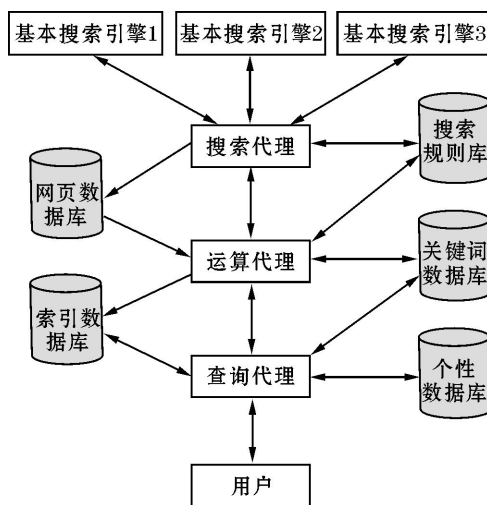 基本搜索引擎1
基本搜索引擎2
基本搜索引擎3
搜索代理
搜索
规则库
网页数
据库
运算代理
关键词
数据库
索引数
据库
查询代理
个性
数据库
用户